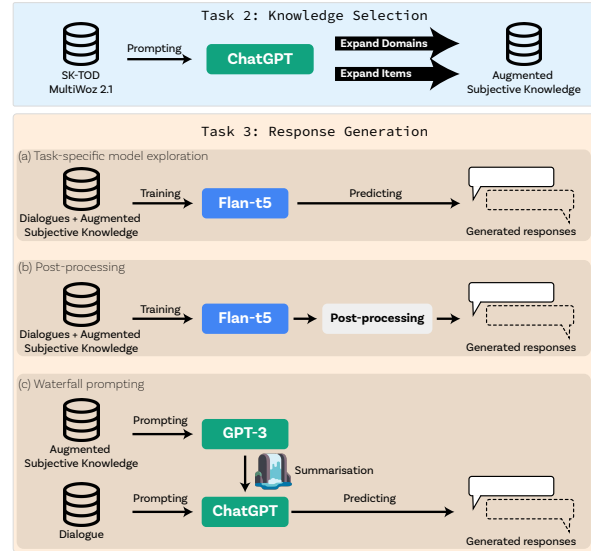 Task 2: Knowledge Selection
SK-TOD
MultiWoz 2.1
Prompting
ChatGPT
Expand Domains
Expand Items
Augmented
Subjective Knowledge
Task 3: Response Generation
(a) Task-specific model exploration
Dialogues + Augmented
Subjective Knowledge
Training
Flan-t5
Predicting
Generated responses
(b) Post-processing
Dialogues + Augmented
Subjective Knowledge
Training
Flan-t5
Post-processing
Generated responses
(c) Waterfall prompting
Augmented
Subjective Knowledge
Prompting
GPT-3
Summarisation
Dialogue
Prompting
ChatGPT
Predicting
Generated responses